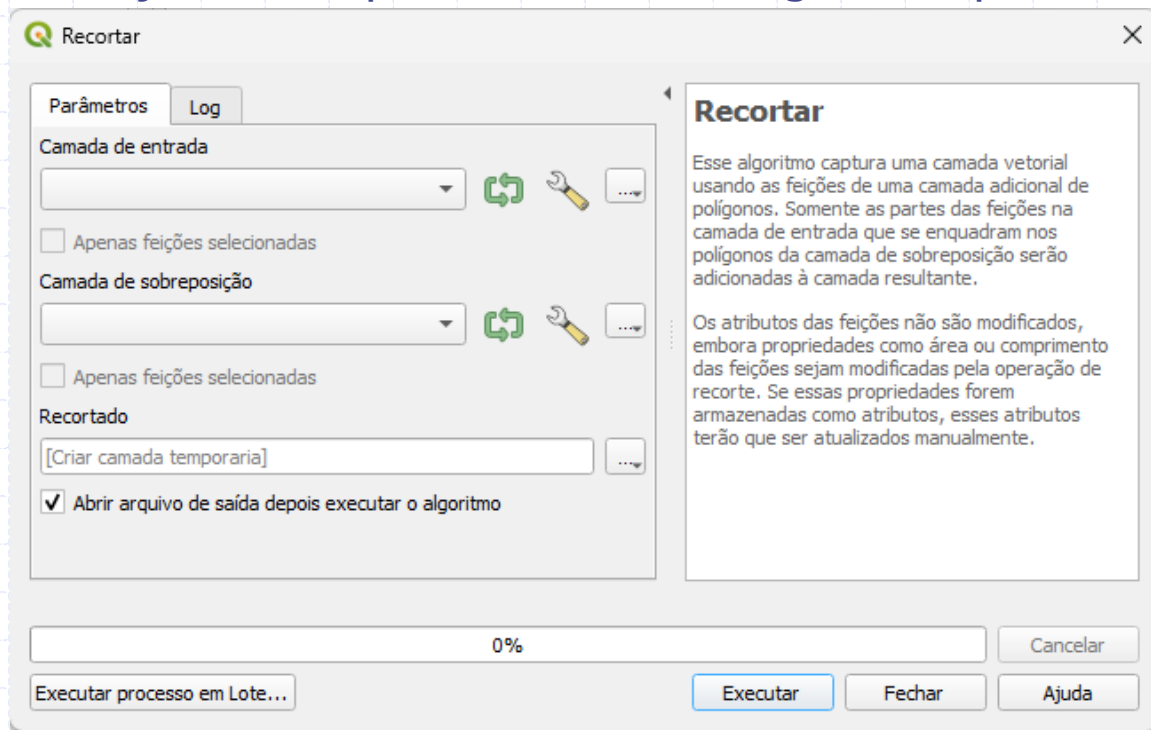 Recortar
Parâmetros
Log
Camada de entrada
...
Apenas feições selecionadas
Camada de sobreposição
...
Apenas feições selecionadas
Recortado
[Criar camada temporaria]
...
Abrir arquivo de saída depois executar o algoritmo
Recortar
Esse algoritmo captura uma camada vetorial
usando as feições de uma camada adicional de
polígonos. Somente as partes das feições na
camada de entrada que se enquadram nos
polígonos da camada de sobreposição serão
adicionadas à camada resultante.
Os atributos das feições não são modificados,
embora propriedades como área ou comprimento
das feições sejam modificadas pela operação de
recorte. Se essas propriedades forem
armazenadas como atributos, esses atributos
terão que ser atualizados manualmente.
0%
Cancelar
Executar processo em Lote...
Executar
Fechar
Ajuda